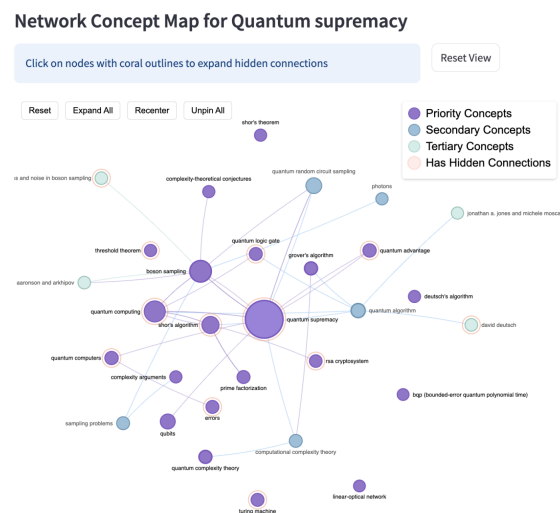 Network Concept Map for Quantum supremacy
Click on nodes with coral outlines to expand hidden connections
Reset View
Reset
Expand All
Recenter
Unpin All
Priority Concepts
Secondary Concepts
Tertiary Concepts
Has Hidden Connections
shor's theorem
quantum random circuit sampling
s and noise in boson sampling
complexity-theoretical conjectures
photons
jonathan a. jones and michele mosca
quantum logic gate
threshold theorem
quantum advantage
grover's algorithm
boson sampling
aaronson and arkhipov
deutsch's algorithm
quantum computing
quantum algorithm
quantum supremacy
shor's algorithm
david deutsch
quantum computers
rsa cryptosystem
complexity arguments
prime factorization
bqp (bounded-error quantum polynomial time)
errors
sampling problems
qubits
computational complexity theory
quantum complexity theory
linear-optical network
turing machine